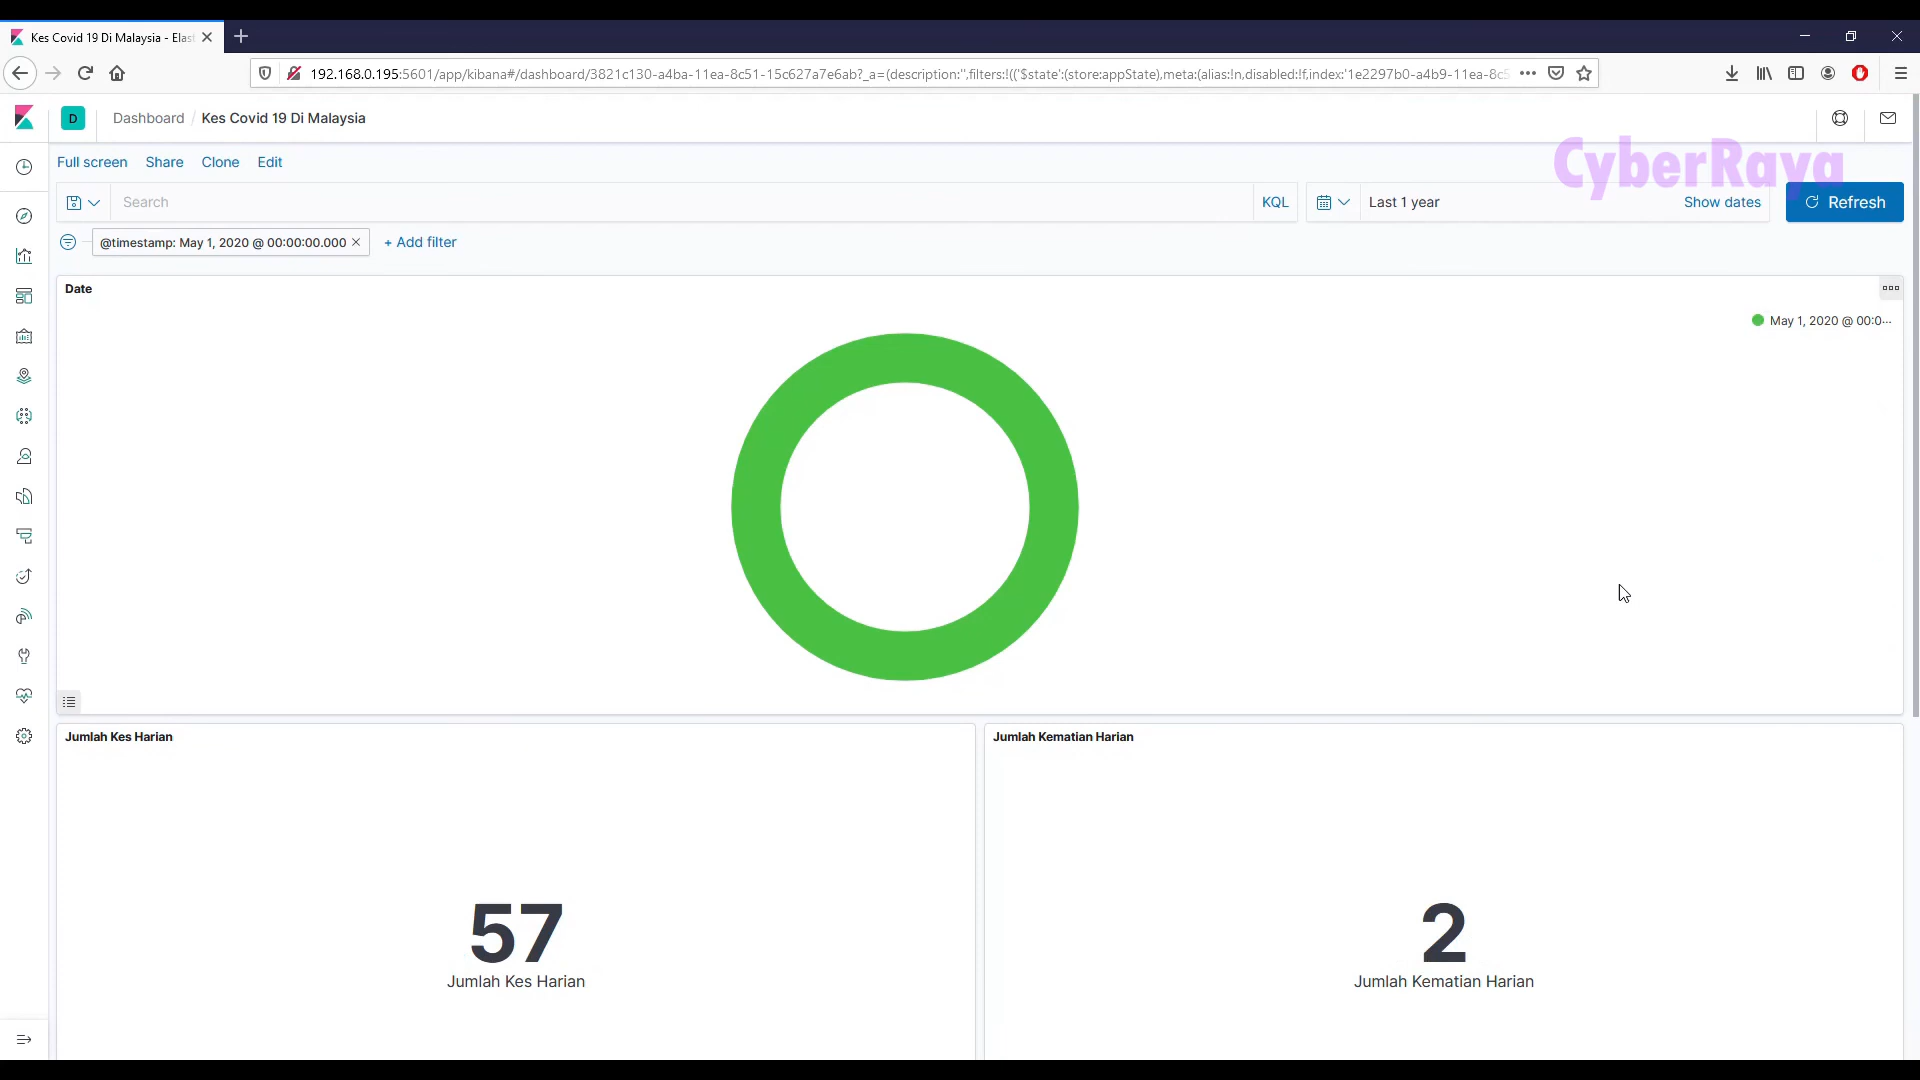 Kes Covid 19 Di Malaysia - Elast
192.168.0.195:5601/app/kibana#/dashboard/3821c130-a4ba-11ea-8c51-15c627a7e6ab?_a=(description:'',filters:!(('$state':(store:appState),meta:(alias:!n,disabled:!f,index:'1e2297b0-a4b9-11ea-8c5
D
Dashboard / Kes Covid 19 Di Malaysia
CyberRaya
Full screen Share Clone Edit
Search
KQL
Last 1 year
Show dates
Refresh
@timestamp: May 1, 2020 @ 00:00:00.000
+ Add filter
Date
May 1, 2020 @ 00:0...
Jumlah Kes Harian
Jumlah Kematian Harian
57
Jumlah Kes Harian
2
Jumlah Kematian Harian